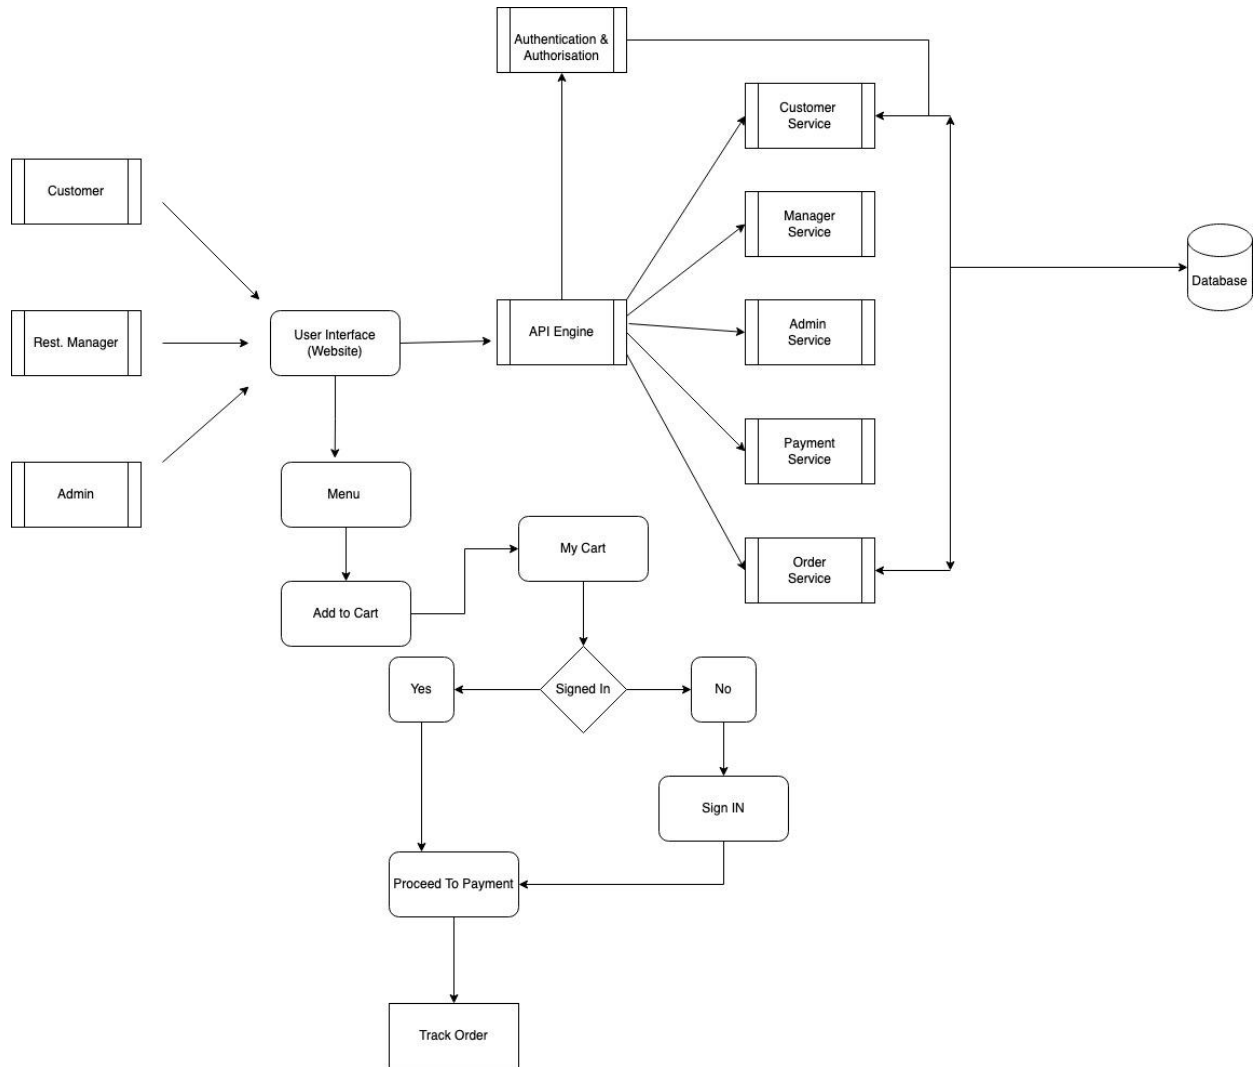 Authentication &
Authorisation
Customer
Service
Customer
Manager
Service
Database
Rest. Manager
User Interface
(Website)
API Engine
Admin
Service
Payment
Service
Admin
Menu
My Cart
Order
Service
Add to Cart
Yes
Signed In
No
Sign IN
Proceed To Payment
Track Order